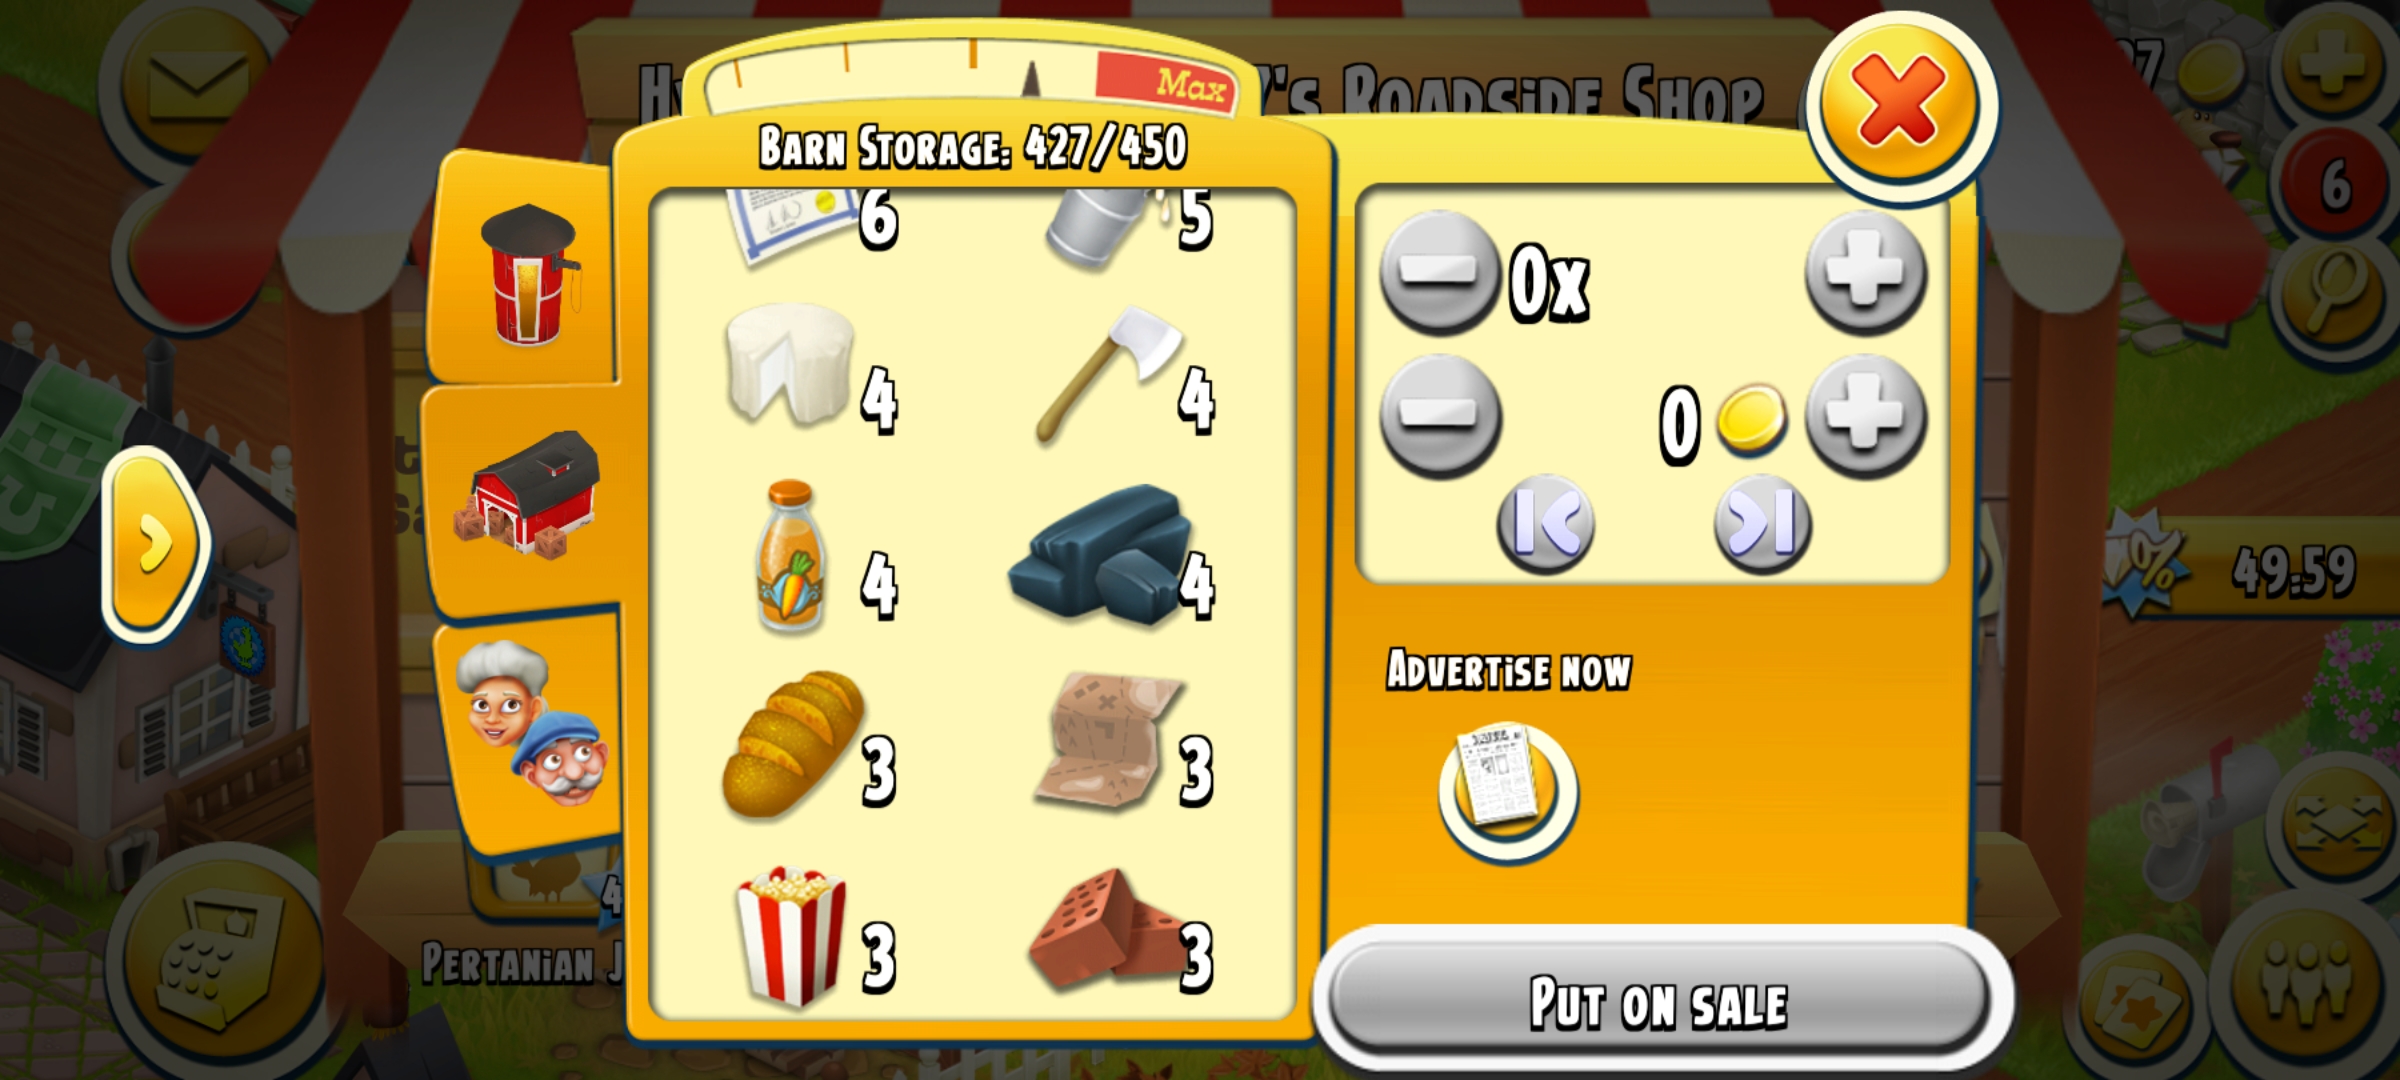 Max
'S ROADSIDE SHOP
BARN STORAGE: 427/450
6
5
0x
6
4
4
0
4
4
49:59
ADVERTISE NOW
3
3
3
3
PERTANIAN J
PUT ON SALE